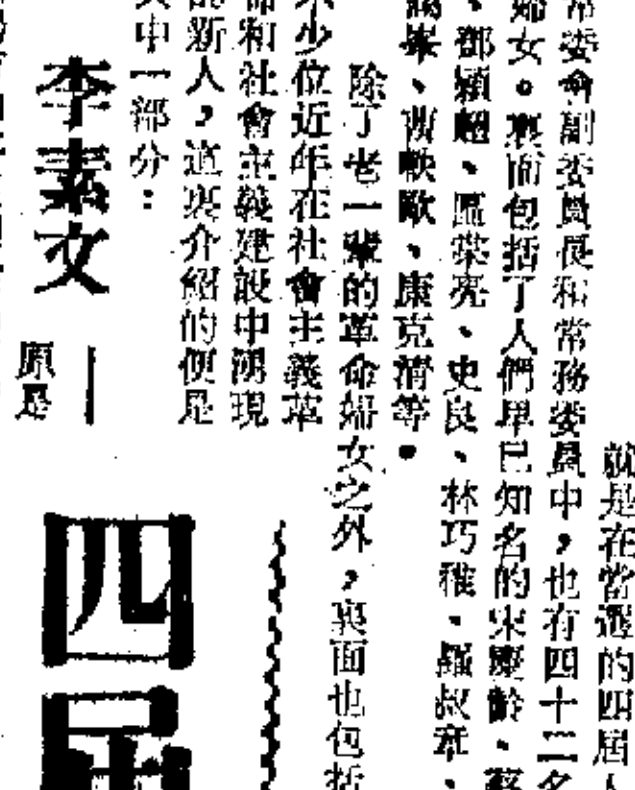 就是在當選的四屆人
常委會副委員長和常務委員中，也有四十二名
婦女。裏面包括了人們早已知名的宋慶齡、蔡
、鄧穎超、區棠亮、史良、林巧稚、羅叔章、
、康克清等。
除了老一輩的革命婦女之外，裏面也包括
不少位近年在社會主義革
命和社會主義建設中湧現
的新人，這裏介紹的便是
其中一部分：
李素文
——原是
四屆